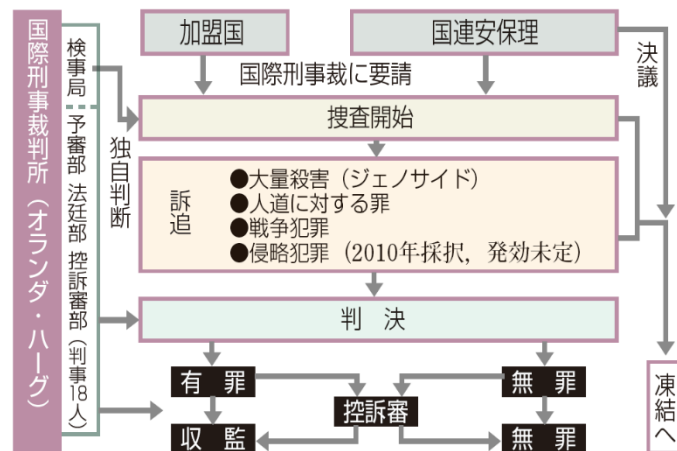 国際刑事裁判所（オランダ・ハーグ）
検事局
予審部 法廷部 控訴審部（判事18人）
独自判断
加盟国
国連安保理
決議
国際刑事裁に要請
捜査開始
訴追
●大量殺害（ジェノサイド）
●人道に対する罪
●戦争犯罪
●侵略犯罪（2010年採択，発効未定）
判　決
有　罪
無　罪
控訴審
収　監
無　罪
凍結へ